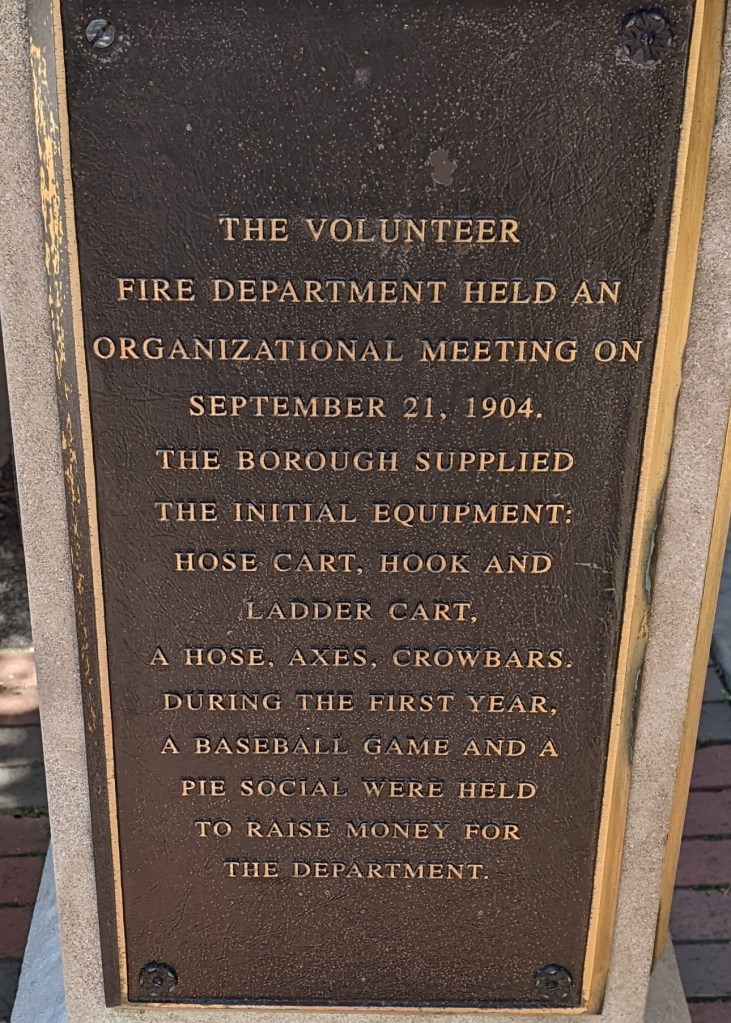 THE VOLUNTEER
FIRE DEPARTMENT HELD AN
ORGANIZATIONAL MEETING ON
SEPTEMBER 21, 1904.
THE BOROUGH SUPPLIED
THE INITIAL EQUIPMENT:
HOSE CART, HOOK AND
LADDER CART,
A HOSE, AXES, CROWBARS.
DURING THE FIRST YEAR,
A BASEBALL GAME AND A
PIE SOCIAL WERE HELD
TO RAISE MONEY FOR
THE DEPARTMENT.